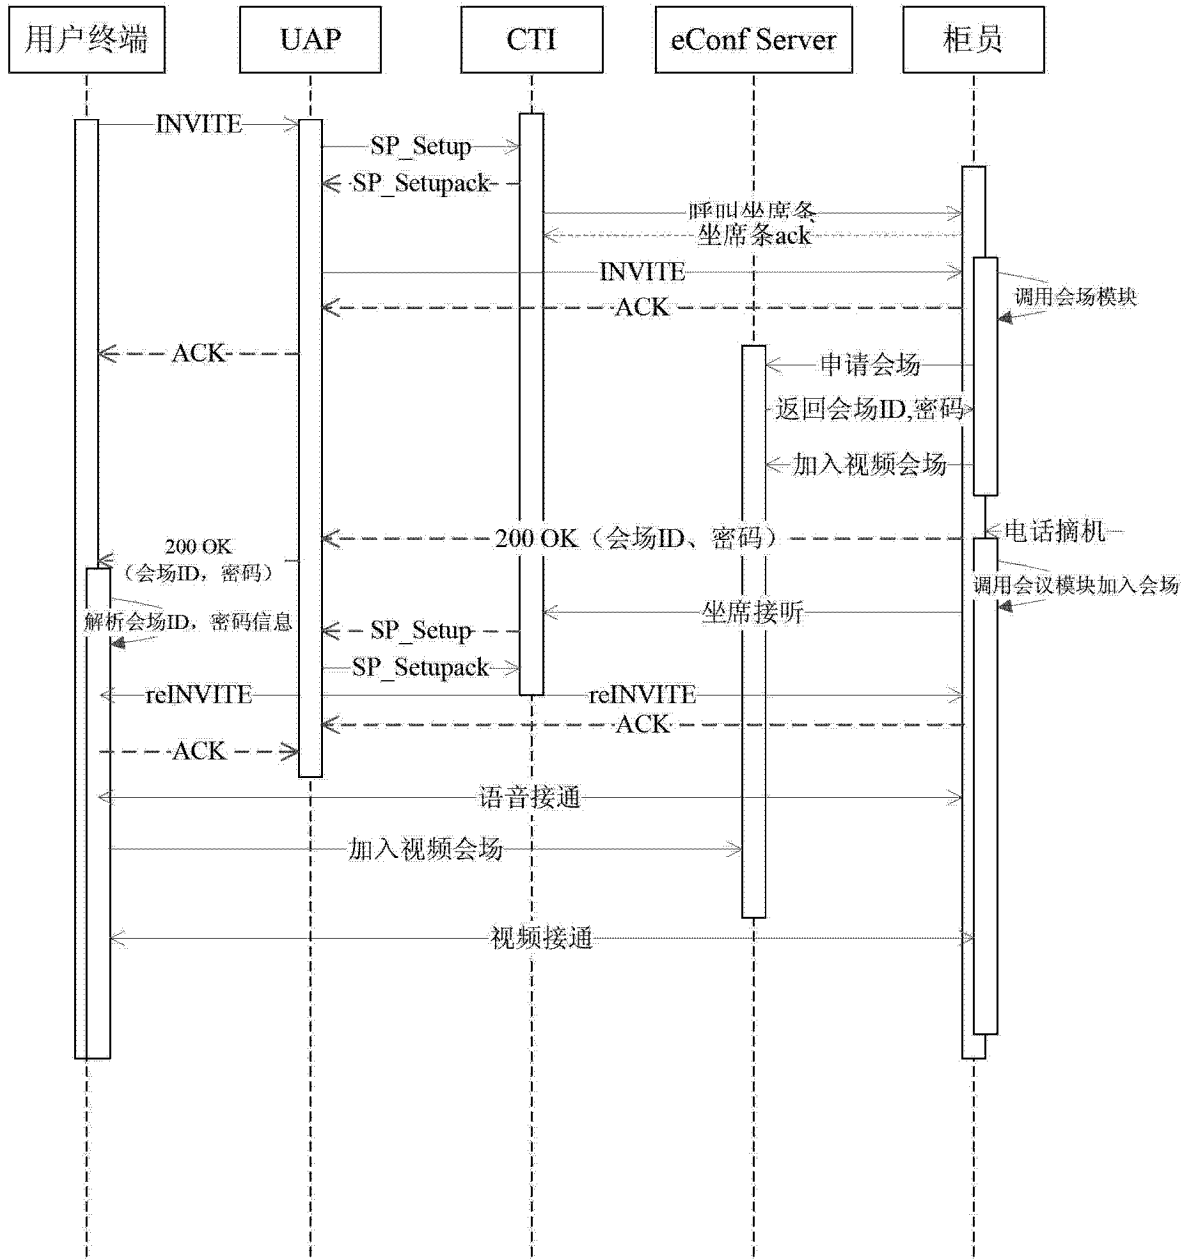 用户终端
UAP
CTI
eConf Server
柜员
INVITE
SP_Setup
SP_Setupack
呼叫坐席条
坐席条ack
INVITE
调用会场模块
ACK
ACK
申请会场
返回会场ID,密码
加入视频会场
电话摘机
200 OK（会场ID、密码）
200 OK
（会场ID，密码）
调用会议模块加入会场
坐席接听
解析会场ID，密码信息
SP_Setup
SP_Setupack
reINVITE
reINVITE
ACK
ACK
语音接通
加入视频会场
视频接通